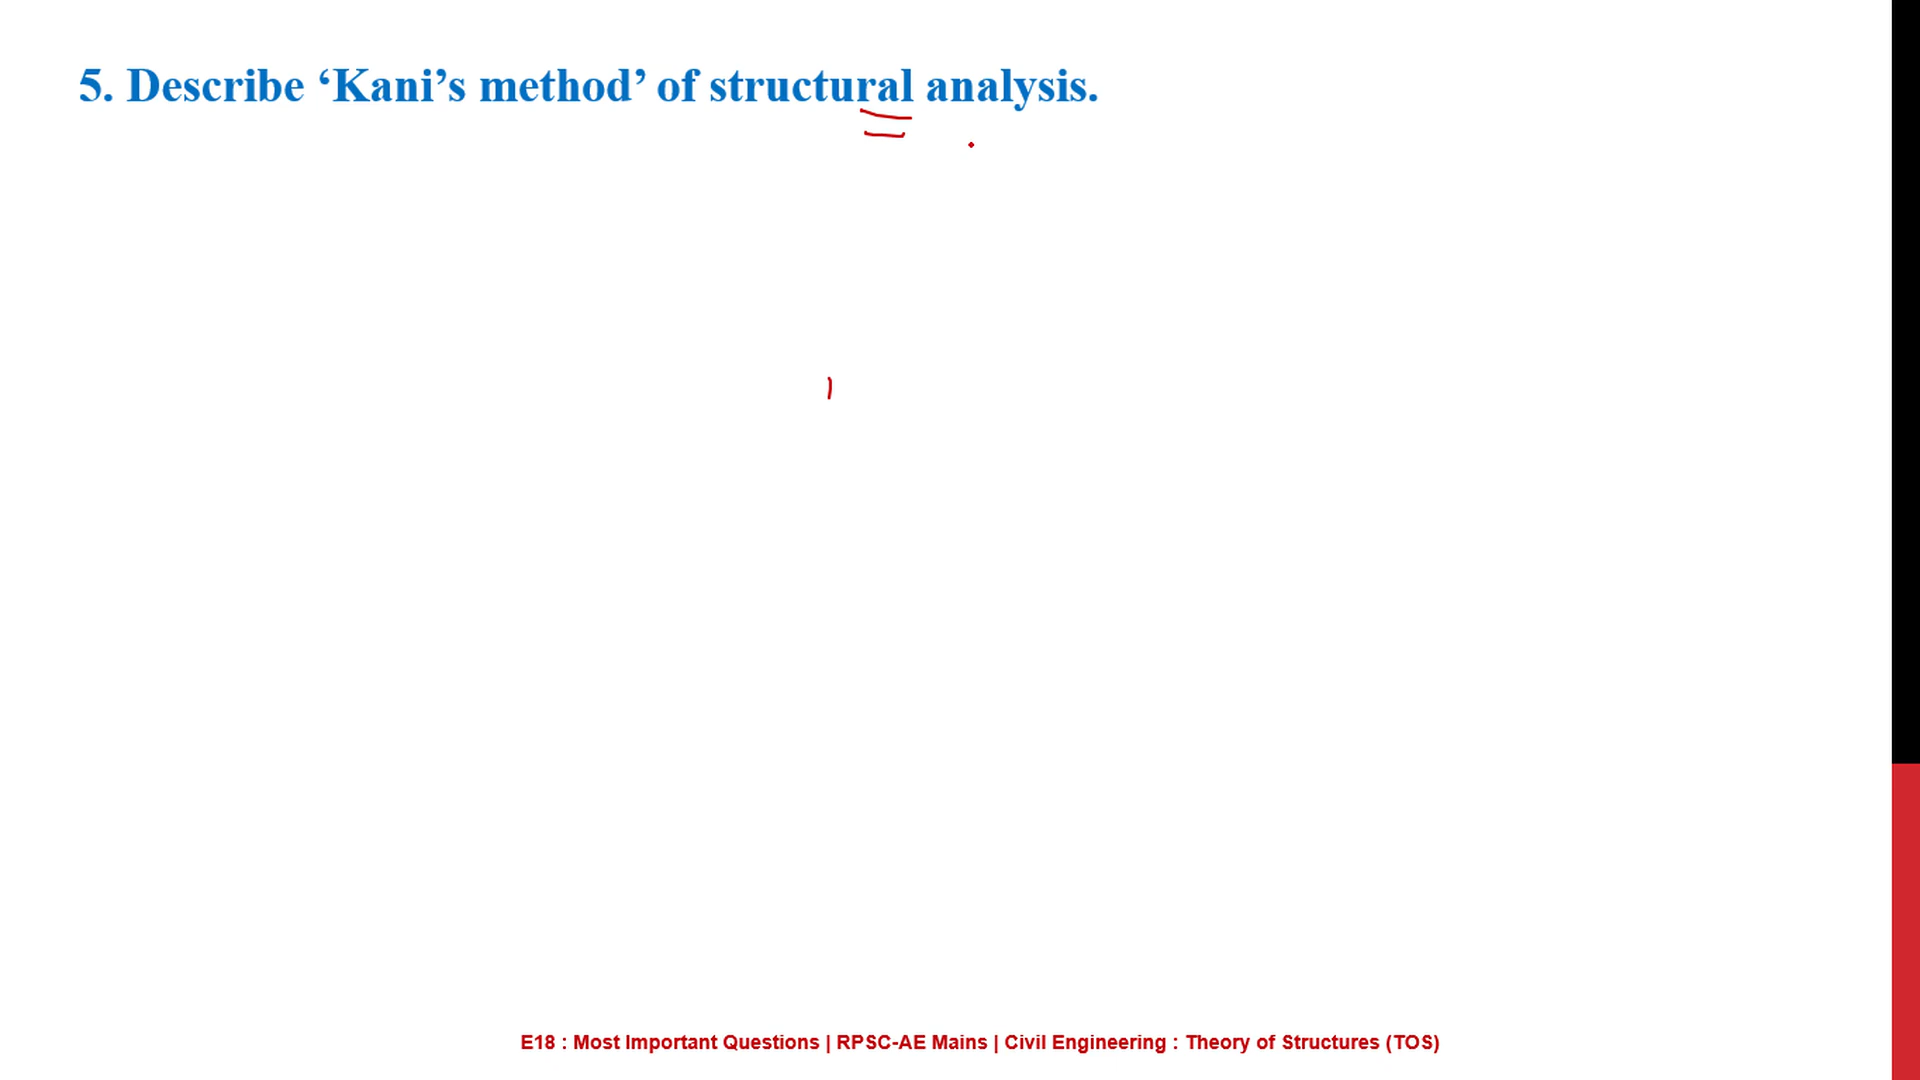 5. Describe ‘Kani’s method’ of structural analysis.
E18 : Most Important Questions | RPSC-AE Mains | Civil Engineering : Theory of Structures (TOS)